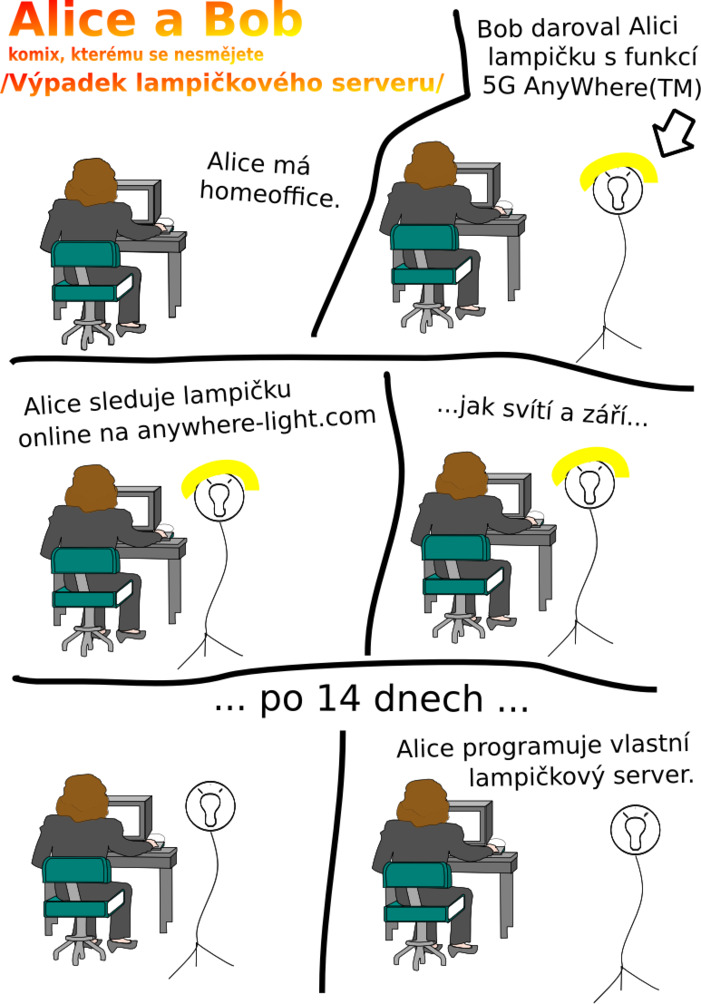 Alice a Bob
komix, kterému se nesmějete
/Výpadek lampičkového serveru/
Alice má
homeoffice.
Bob daroval Alici
lampičku s funkcí
5G AnyWhere(TM)
Alice sleduje lampičku
online na anywhere-light.com
...jak svítí a září...
... po 14 dnech ...
Alice programuje vlastní
lampičkový server.